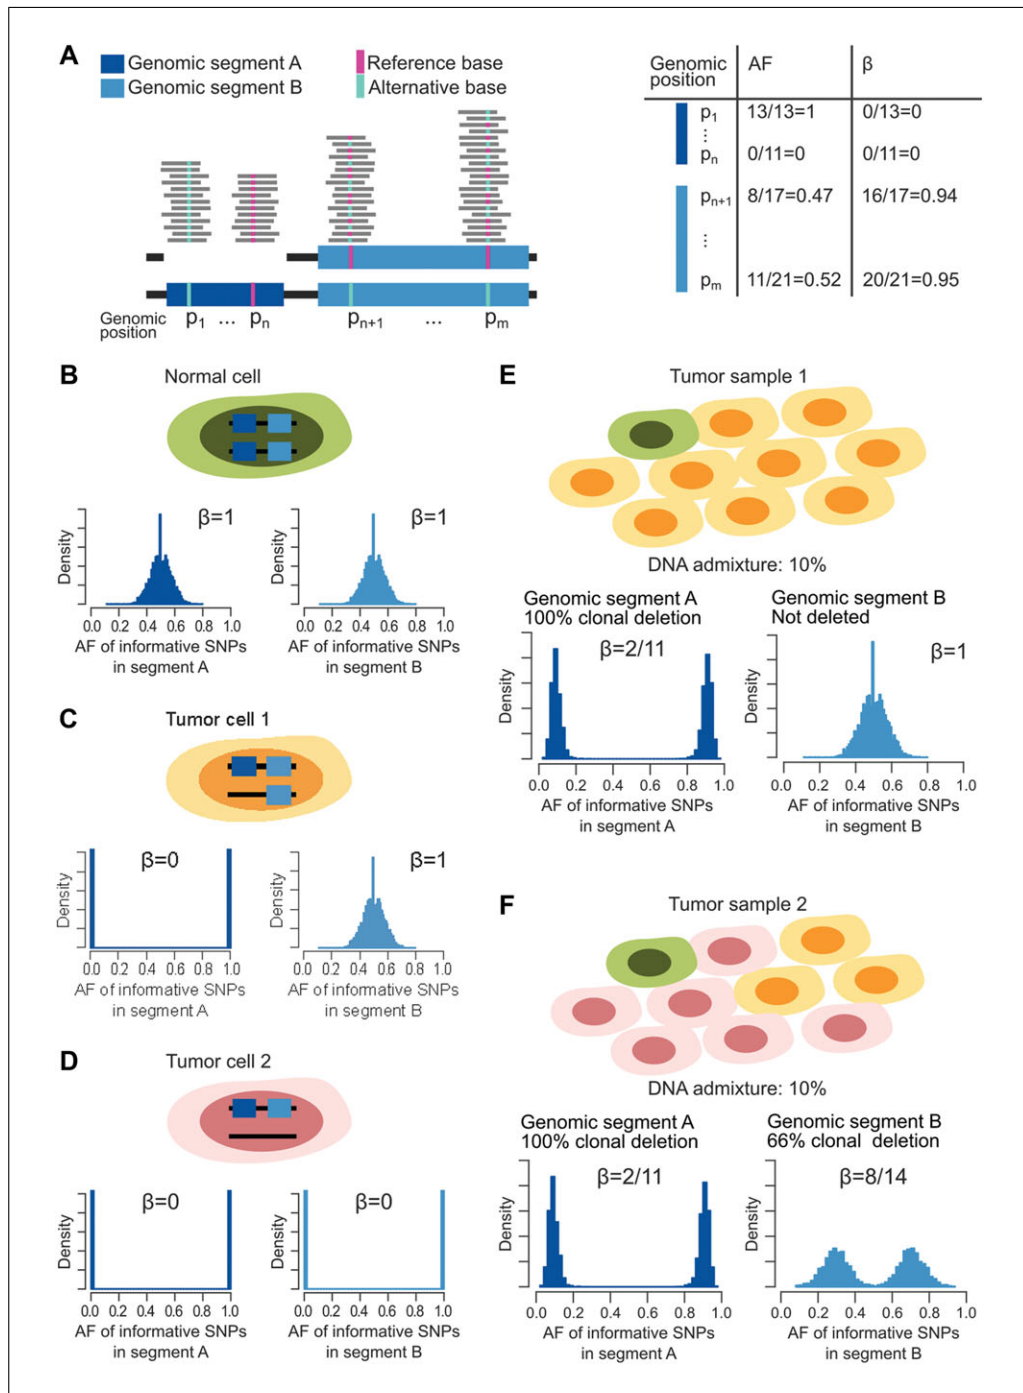 A
Genomic segment A
Genomic segment B
Reference base
Alternative base
Genomic position
p1 ... pn
pn+1 ... pm
Genomic position AF β
p1 13/13=1 0/13=0
⋮
pn 0/11=0 0/11=0
pn+1 8/17=0.47 16/17=0.94
⋮
pm 11/21=0.52 20/21=0.95
B
Normal cell
Density
β=1
0.0 0.2 0.4 0.6 0.8 1.0
AF of informative SNPs
in segment A
Density
β=1
0.0 0.2 0.4 0.6 0.8 1.0
AF of informative SNPs
in segment B
C
Tumor cell 1
Density
β=0
0.0 0.2 0.4 0.6 0.8 1.0
AF of informative SNPs
in segment A
Density
β=1
0.0 0.2 0.4 0.6 0.8 1.0
AF of informative SNPs
in segment B
D
Tumor cell 2
Density
β=0
0.0 0.2 0.4 0.6 0.8 1.0
AF of informative SNPs
in segment A
Density
β=0
0.0 0.2 0.4 0.6 0.8 1.0
AF of informative SNPs
in segment B
E
Tumor sample 1
DNA admixture: 10%
Genomic segment A
100% clonal deletion
β=2/11
Density
0.0 0.2 0.4 0.6 0.8 1.0
AF of informative SNPs
in segment A
Genomic segment B
Not deleted
β=1
Density
0.0 0.2 0.4 0.6 0.8 1.0
AF of informative SNPs
in segment B
F
Tumor sample 2
DNA admixture: 10%
Genomic segment A
100% clonal deletion
β=2/11
Density
0.0 0.2 0.4 0.6 0.8 1.0
AF of informative SNPs
in segment A
Genomic segment B
66% clonal deletion
β=8/14
Density
0.0 0.2 0.4 0.6 0.8 1.0
AF of informative SNPs
in segment B